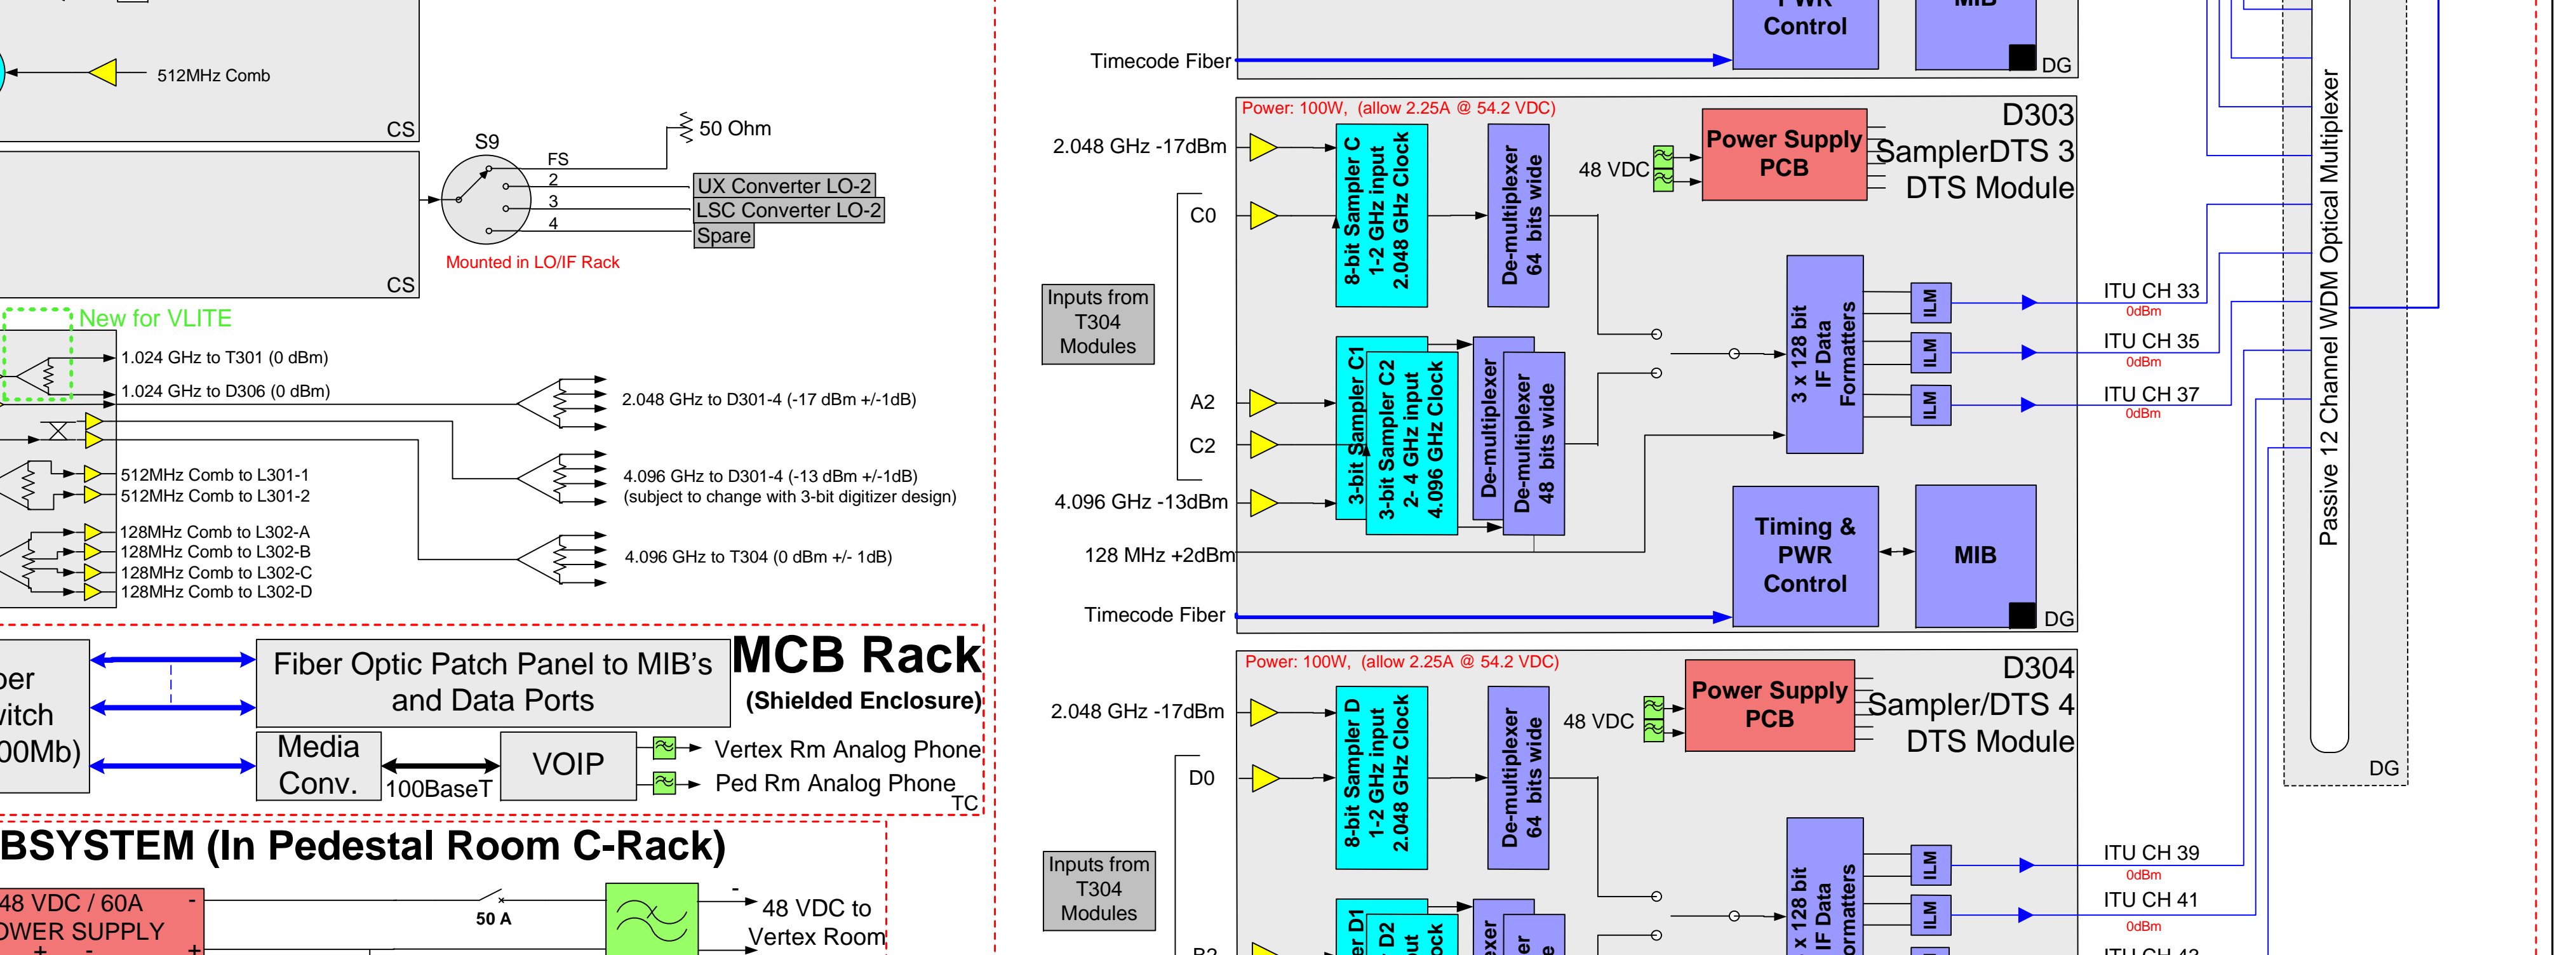 512MHz Comb
CS
S9
50 Ohm
FS
2
3
4
UX Converter LO-2
LSC Converter LO-2
Spare
Mounted in LO/IF Rack
CS
New for VLITE
1.024 GHz to T301 (0 dBm)
1.024 GHz to D306 (0 dBm)
2.048 GHz to D301-4 (-17 dBm +/-1dB)
4.096 GHz to D301-4 (-13 dBm +/-1dB)
(subject to change with 3-bit digitizer design)
512MHz Comb to L301-1
512MHz Comb to L301-2
128MHz Comb to L302-A
128MHz Comb to L302-B
128MHz Comb to L302-C
128MHz Comb to L302-D
4.096 GHz to T304 (0 dBm +/- 1dB)
Fiber Optic Patch Panel to MIB's
and Data Ports
MCB Rack
(Shielded Enclosure)
00Mb)
Media
Conv.
100BaseT
VOIP
Vertex Rm Analog Phone
Ped Rm Analog Phone
TC
BSYSTEM (In Pedestal Room C-Rack)
48 VDC / 60A
OWER SUPPLY
-
+
-
+
50 A
-
48 VDC to
Vertex Room
Control
Timecode Fiber
DG
Power: 100W, (allow 2.25A @ 54.2 VDC)
D303
SamplerDTS 3
DTS Module
2.048 GHz -17dBm
C0
Inputs from
T304
Modules
A2
C2
4.096 GHz -13dBm
128 MHz +2dBm
Timecode Fiber
8-bit Sampler C
1-2 GHz input
2.048 GHz Clock
De-multiplexer
64 bits wide
48 VDC
Power Supply
PCB
3-bit Sampler C1
3-bit Sampler C2
2- 4 GHz input
4.096 GHz Clock
De-multiplexer
De-multiplexer
48 bits wide
3 x 128 bit
IF Data
Formatters
ILM
ILM
ILM
ITU CH 33
0dBm
ITU CH 35
0dBm
ITU CH 37
0dBm
Timing &
PWR
Control
MIB
DG
Power: 100W, (allow 2.25A @ 54.2 VDC)
D304
Sampler/DTS 4
DTS Module
2.048 GHz -17dBm
D0
Inputs from
T304
Modules
8-bit Sampler D
1-2 GHz input
2.048 GHz Clock
De-multiplexer
64 bits wide
48 VDC
Power Supply
PCB
D2
x 128 bit
IF Data
ILM
ILM
ITU CH 39
0dBm
ITU CH 41
0dBm
Passive 12 Channel WDM Optical Multiplexer
DG